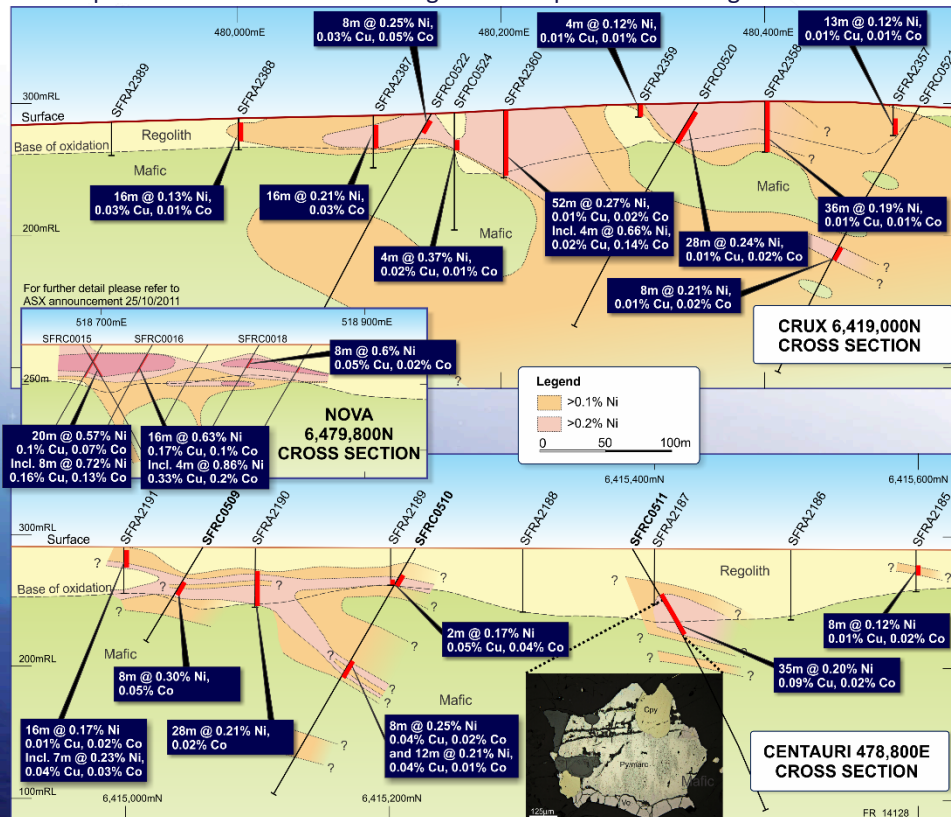 8m @ 0.25% Ni,
0.03% Cu, 0.05% Co
4m @ 0.12% Ni,
0.01% Cu, 0.01% Co
13m @ 0.12% Ni,
0.01% Cu, 0.01% Co
480,000mE
480,200mE
480,400mE
SFRA2389
SFRA2388
SFRA2387
SFRC0522
SFRC0524
SFRA2360
SFRA2359
SFRC0520
SFRA2358
SFRA2357
300mRL
Surface
Regolith
Base of oxidation
Mafic
Mafic
Mafic
200mRL
?
?
?
?
?
?
16m @ 0.13% Ni,
0.03% Cu, 0.01% Co
16m @ 0.21% Ni,
0.03% Co
4m @ 0.37% Ni,
0.02% Cu, 0.01% Co
52m @ 0.27% Ni,
0.01% Cu, 0.02% Co
Incl. 4m @ 0.66% Ni,
0.02% Cu, 0.14% Co
28m @ 0.24% Ni,
0.01% Cu, 0.02% Co
36m @ 0.19% Ni,
0.01% Cu, 0.01% Co
8m @ 0.21% Ni,
0.01% Cu, 0.02% Co
CRUX 6,419,000N
CROSS SECTION
For further detail please refer to
ASX announcement 25/10/2011
518 700mE
518 900mE
SFRC0015
SFRC0016
SFRC0018
250m
8m @ 0.6% Ni
0.05% Cu, 0.02% Co
NOVA
6,479,800N
CROSS SECTION
20m @ 0.57% Ni
0.1% Cu, 0.07% Co
Incl. 8m @ 0.72% Ni
0.16% Cu, 0.13% Co
16m @ 0.63% Ni
0.17% Cu, 0.1% Co
Incl. 4m @ 0.86% Ni
0.33% Cu, 0.2% Co
Legend
>0.1% Ni
>0.2% Ni
0 50 100m
6,415,400mN
6,415,600mN
SFRA2191
SFRC0509
SFRA2190
SFRA2189
SFRC0510
SFRA2188
SFRC0511
SFRA2187
SFRA2186
SFRA2185
300mRL
Surface
Regolith
Base of oxidation
Mafic
Mafic
Mafic
200mRL
100mRL
?
?
?
?
?
?
?
?
?
?
?
?
?
16m @ 0.17% Ni
0.01% Cu, 0.02% Co
Incl. 7m @ 0.23% Ni,
0.04% Cu, 0.03% Co
8m @ 0.30% Ni,
0.05% Co
28m @ 0.21% Ni,
0.02% Co
2m @ 0.17% Ni
0.05% Cu, 0.04% Co
8m @ 0.25% Ni
0.04% Cu, 0.02% Co
and 12m @ 0.21% Ni,
0.04% Cu, 0.01% Co
35m @ 0.20% Ni
0.09% Cu, 0.02% Co
8m @ 0.12% Ni
0.01% Cu, 0.02% Co
Cpy
Py/marc
Vo
125µm
CENTAURI 478,800E
CROSS SECTION
6,415,000mN
6,415,200mN
FR_14128